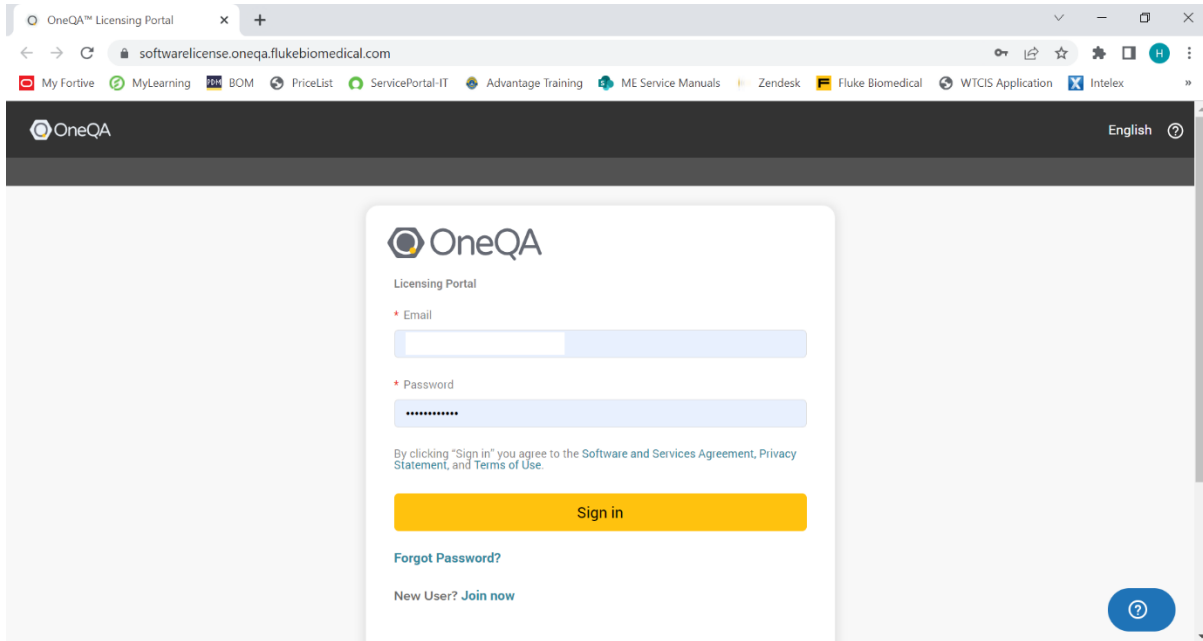 OneQA™ Licensing Portal
softwarelicense.oneqa.flukebiomedical.com
H
My Fortive MyLearning PDM BOM PriceList ServicePortal-IT Advantage Training ME Service Manuals Zendesk Fluke Biomedical WTCIS Application Intelex »
OneQA English
OneQA
Licensing Portal
* Email
* Password
••••••••••••
By clicking “Sign in” you agree to the Software and Services Agreement, Privacy
Statement, and Terms of Use.
Sign in
Forgot Password?
New User? Join now